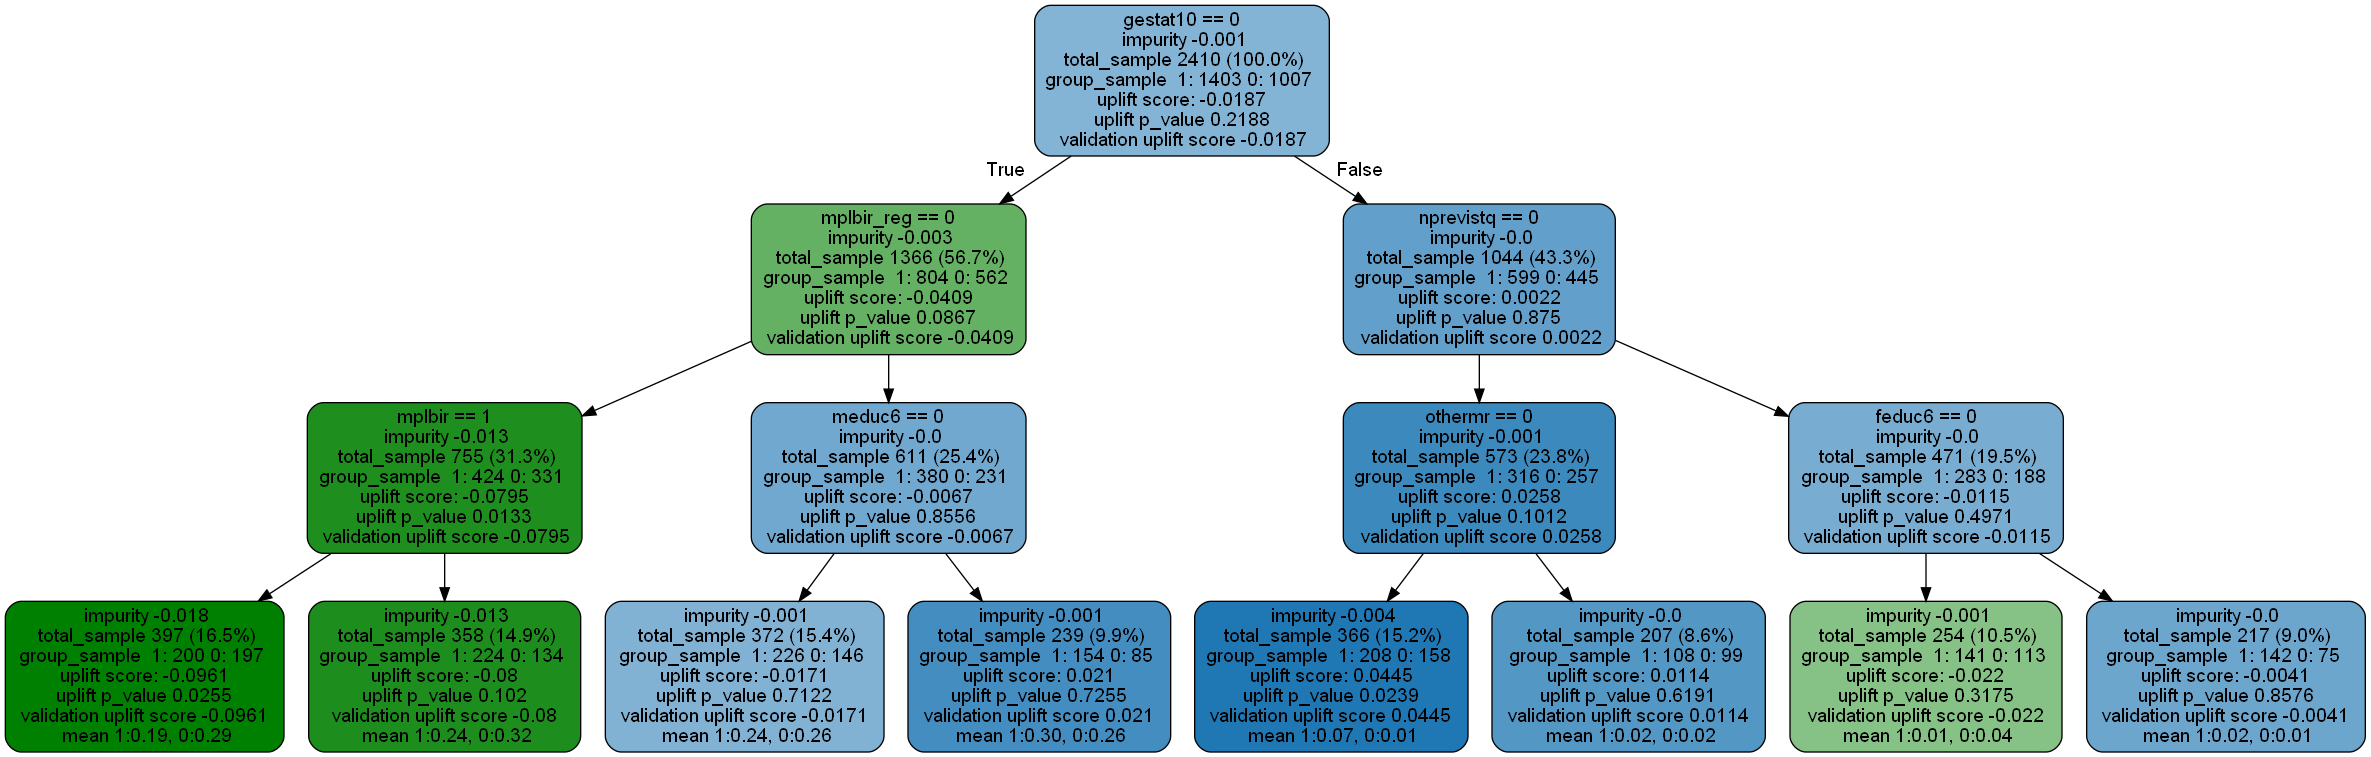 gestat10 == 0
impurity -0.001
total_sample 2410 (100.0%)
group_sample 1: 1403 0: 1007
uplift score: -0.0187
uplift p_value 0.2188
validation uplift score -0.0187
True
False
mplbir_reg == 0
impurity -0.003
total_sample 1366 (56.7%)
group_sample 1: 804 0: 562
uplift score: -0.0409
uplift p_value 0.0867
validation uplift score -0.0409
nprevistq == 0
impurity -0.0
total_sample 1044 (43.3%)
group_sample 1: 599 0: 445
uplift score: 0.0022
uplift p_value 0.875
validation uplift score 0.0022
mplbir == 1
impurity -0.013
total_sample 755 (31.3%)
group_sample 1: 424 0: 331
uplift score: -0.0795
uplift p_value 0.0133
validation uplift score -0.0795
meduc6 == 0
impurity -0.0
total_sample 611 (25.4%)
group_sample 1: 380 0: 231
uplift score: -0.0067
uplift p_value 0.8556
validation uplift score -0.0067
othermr == 0
impurity -0.001
total_sample 573 (23.8%)
group_sample 1: 316 0: 257
uplift score: 0.0258
uplift p_value 0.1012
validation uplift score 0.0258
feduc6 == 0
impurity -0.0
total_sample 471 (19.5%)
group_sample 1: 283 0: 188
uplift score: -0.0115
uplift p_value 0.4971
validation uplift score -0.0115
impurity -0.018
total_sample 397 (16.5%)
group_sample 1: 200 0: 197
uplift score: -0.0961
uplift p_value 0.0255
validation uplift score -0.0961
mean 1:0.19, 0:0.29
impurity -0.013
total_sample 358 (14.9%)
group_sample 1: 224 0: 134
uplift score: -0.08
uplift p_value 0.102
validation uplift score -0.08
mean 1:0.24, 0:0.32
impurity -0.001
total_sample 372 (15.4%)
group_sample 1: 226 0: 146
uplift score: -0.0171
uplift p_value 0.7122
validation uplift score -0.0171
mean 1:0.24, 0:0.26
impurity -0.001
total_sample 239 (9.9%)
group_sample 1: 154 0: 85
uplift score: 0.021
uplift p_value 0.7255
validation uplift score 0.021
mean 1:0.30, 0:0.26
impurity -0.004
total_sample 366 (15.2%)
group_sample 1: 208 0: 158
uplift score: 0.0445
uplift p_value 0.0239
validation uplift score 0.0445
mean 1:0.07, 0:0.01
impurity -0.0
total_sample 207 (8.6%)
group_sample 1: 108 0: 99
uplift score: 0.0114
uplift p_value 0.6191
validation uplift score 0.0114
mean 1:0.02, 0:0.02
impurity -0.001
total_sample 254 (10.5%)
group_sample 1: 141 0: 113
uplift score: -0.022
uplift p_value 0.3175
validation uplift score -0.022
mean 1:0.01, 0:0.04
impurity -0.0
total_sample 217 (9.0%)
group_sample 1: 142 0: 75
uplift score: -0.0041
uplift p_value 0.8576
validation uplift score -0.0041
mean 1:0.02, 0:0.01